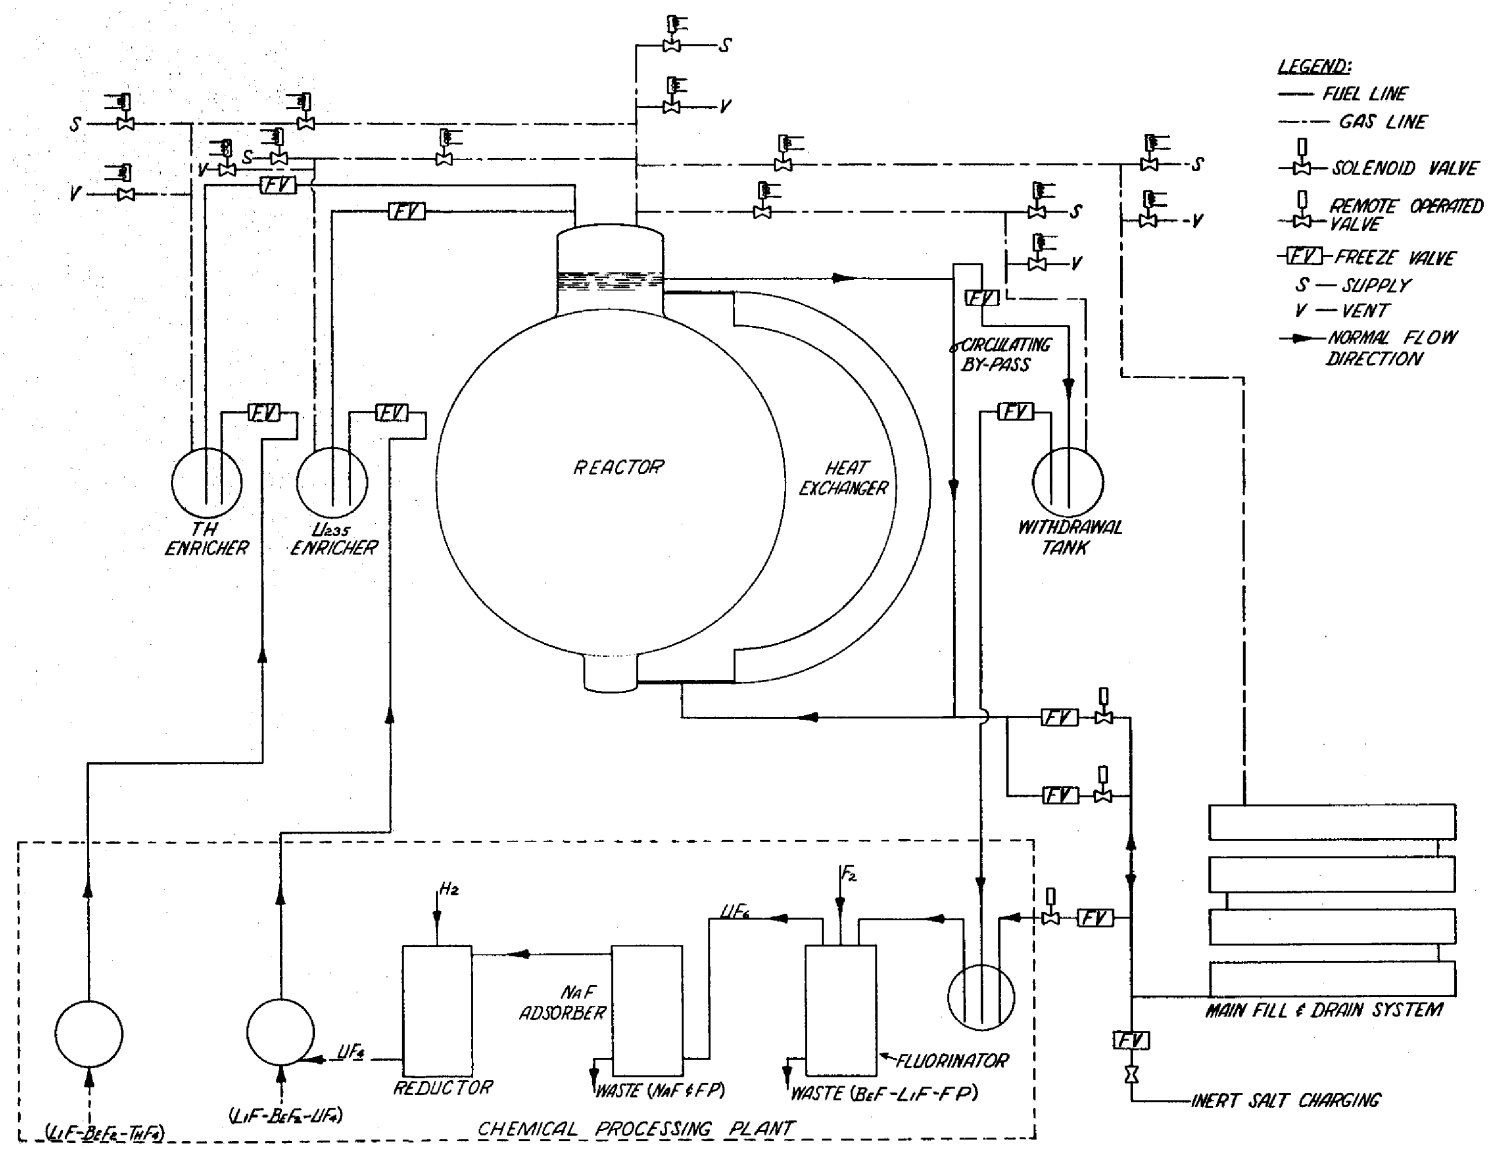 S
V
S
V
S
V
FV
FV
S
V
S
V
FV
LEGEND:
FUEL LINE
GAS LINE
SOLENOID VALVE
REMOTE OPERATED
VALVE
FV FREEZE VALVE
S — SUPPLY
V — VENT
NORMAL FLOW
DIRECTION
CIRCULATING
BY-PASS
FV
FV
FV
REACTOR
HEAT
EXCHANGER
TH
ENRICHER
U235
ENRICHER
WITHDRAWAL
TANK
FV
FV
FV
FV
H2
F2
UF6
NaF
ADSORBER
UF4
REDUCTOR
FLUORINATOR
WASTE (NaF & FP)
WASTE (BeF-LiF-FP)
(LiF-BeF2-ThF4)
(LiF-BeF2-UF4)
CHEMICAL PROCESSING PLANT
MAIN FILL & DRAIN SYSTEM
INERT SALT CHARGING